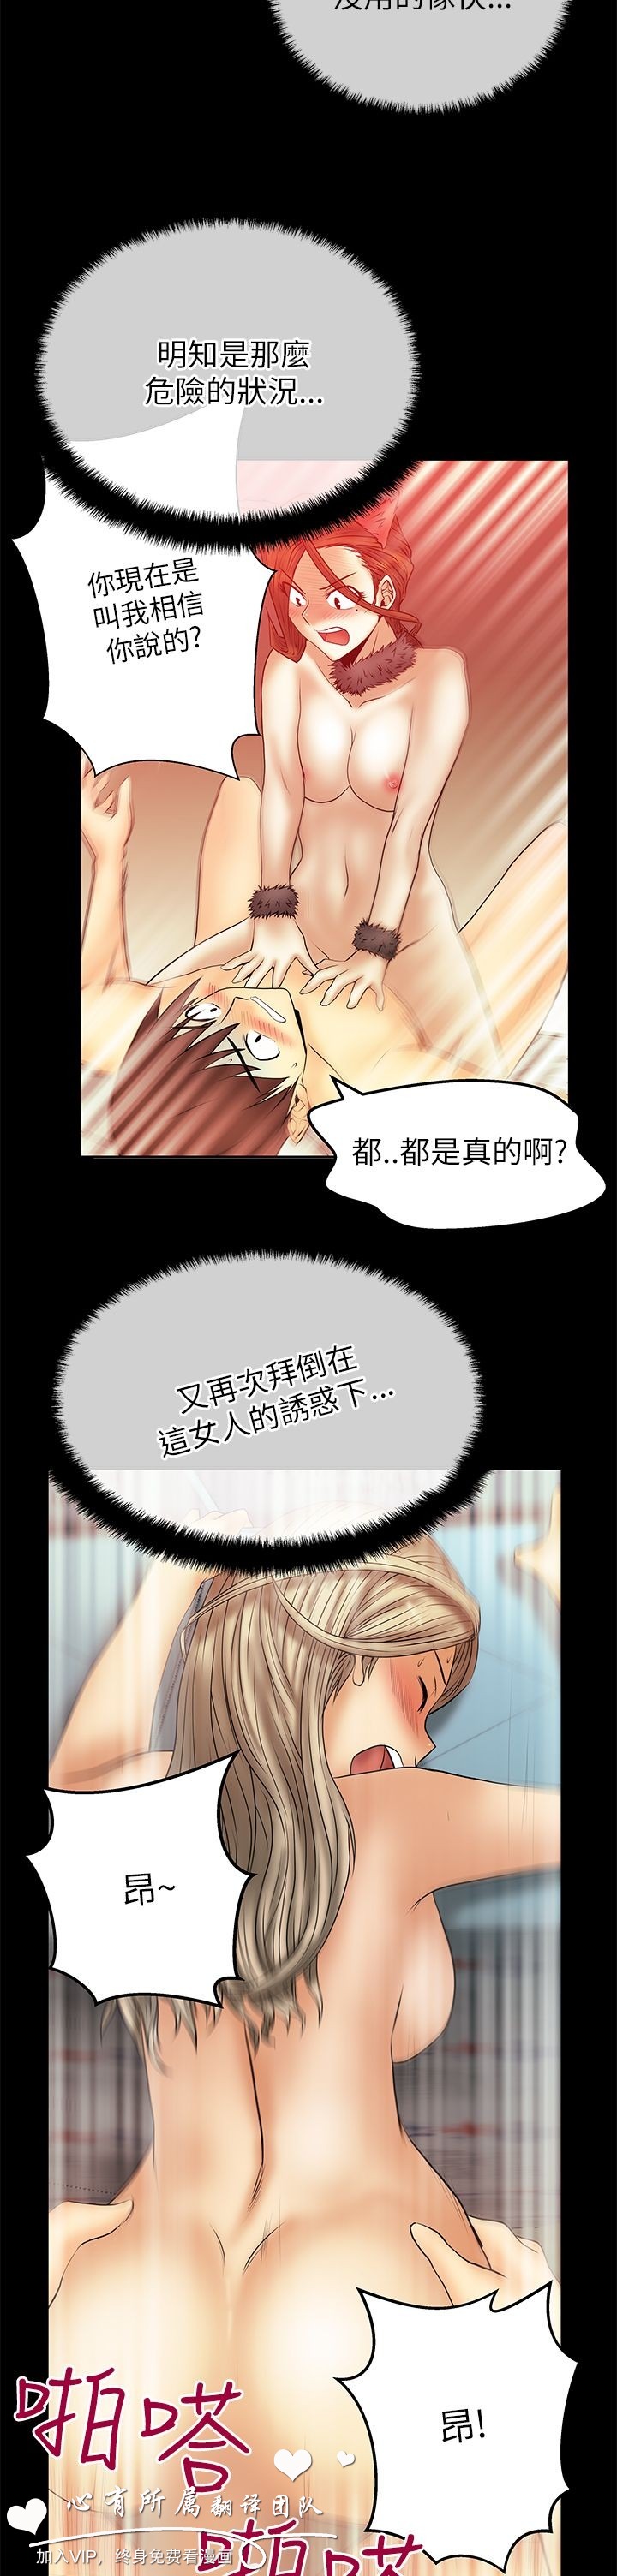 沒用的傢伙...
明知是那麼
危險的狀況...
你現在是
叫我相信
你說的?
都..都是真的啊?
又再次拜倒在
這女人的誘惑下...
昂~
昂!
啪嗒
心有所属翻译团队
啪嗒
加入VIP，终身免费看漫画